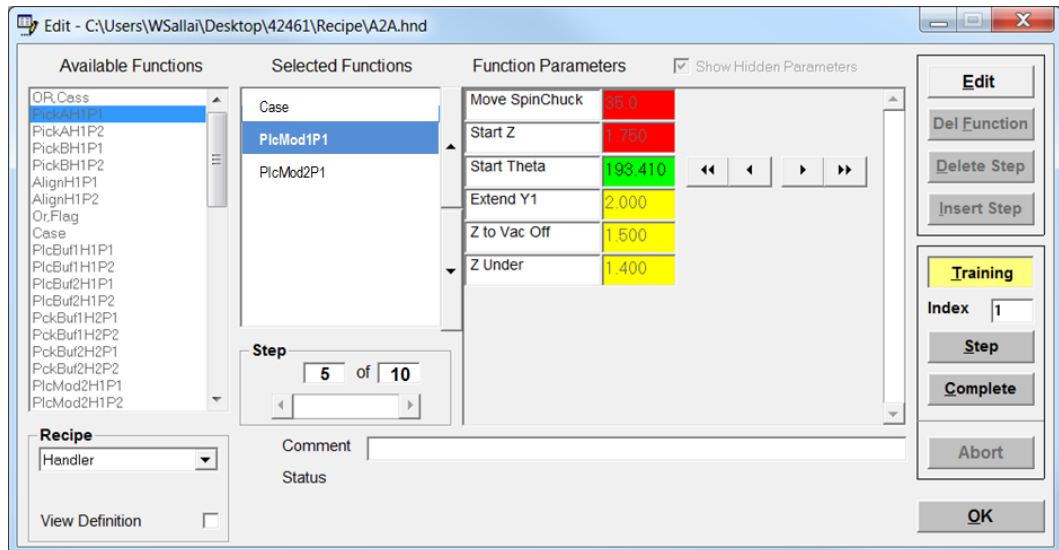 Edit - C:\Users\WSallai\Desktop\42461\Recipe\A2A.hnd
Available Functions
OR,Cass
PickAH1P1
PickAH1P2
PickBH1P1
PickBH1P2
AlignH1P1
AlignH1P2
Or,Flag
Case
PlcBuf1H1P1
PlcBuf1H1P2
PlcBuf2H1P1
PlcBuf2H1P2
PckBuf1H2P1
PckBuf1H2P2
PckBuf2H2P1
PckBuf2H2P2
PlcMod2H1P1
PlcMod2H1P2
Recipe
Handler
View Definition
Selected Functions
Case
PlcMod1P1
PlcMod2P1
Step
5 of 10
Function Parameters
Show Hidden Parameters
Move SpinChuck 35.0
Start Z 1.750
Start Theta 193.410
Extend Y1 2.000
Z to Vac Off 1.500
Z Under 1.400
Comment
Status
Edit
Del Function
Delete Step
Insert Step
Training
Index 1
Step
Complete
Abort
OK